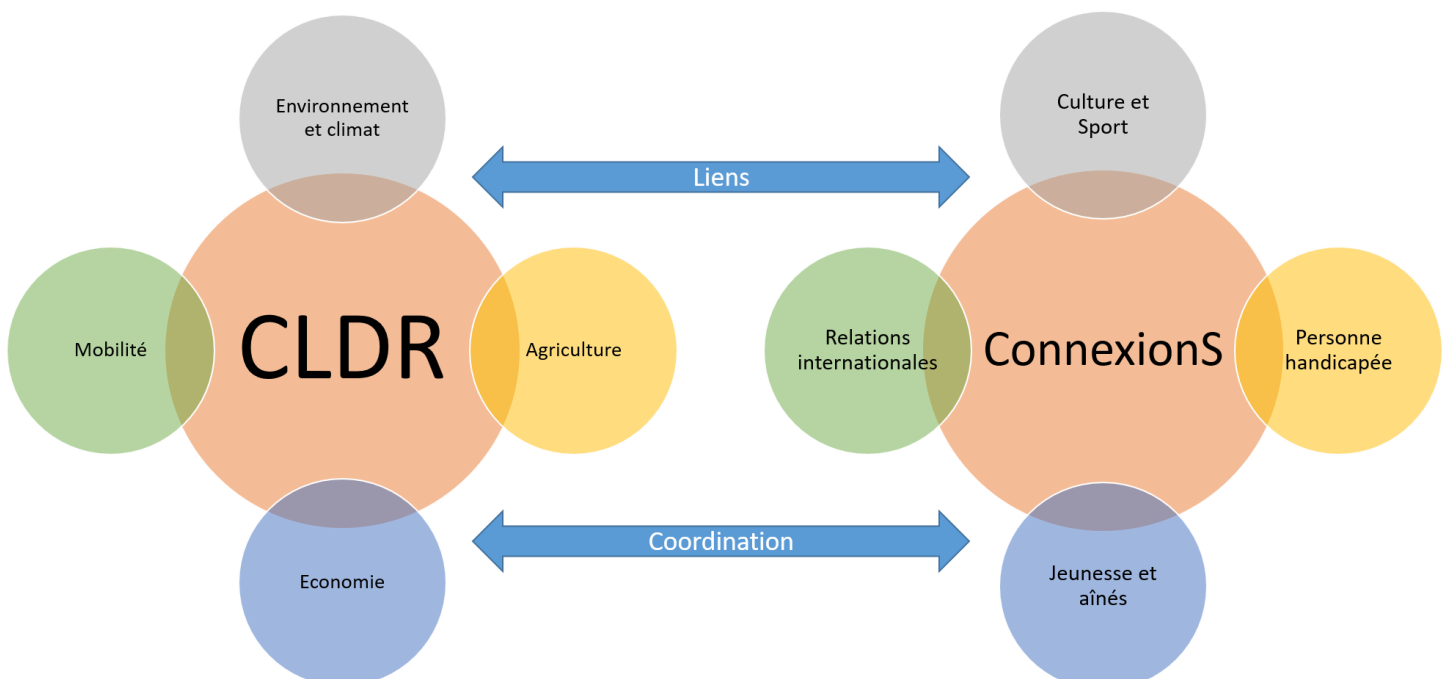 Environnement
et climat
Mobilité
CLDR
Agriculture
Economie
Liens
Coordination
Culture et
Sport
Relations
internationales
ConnexionS
Personne
handicapée
Jeunesse et
aînés